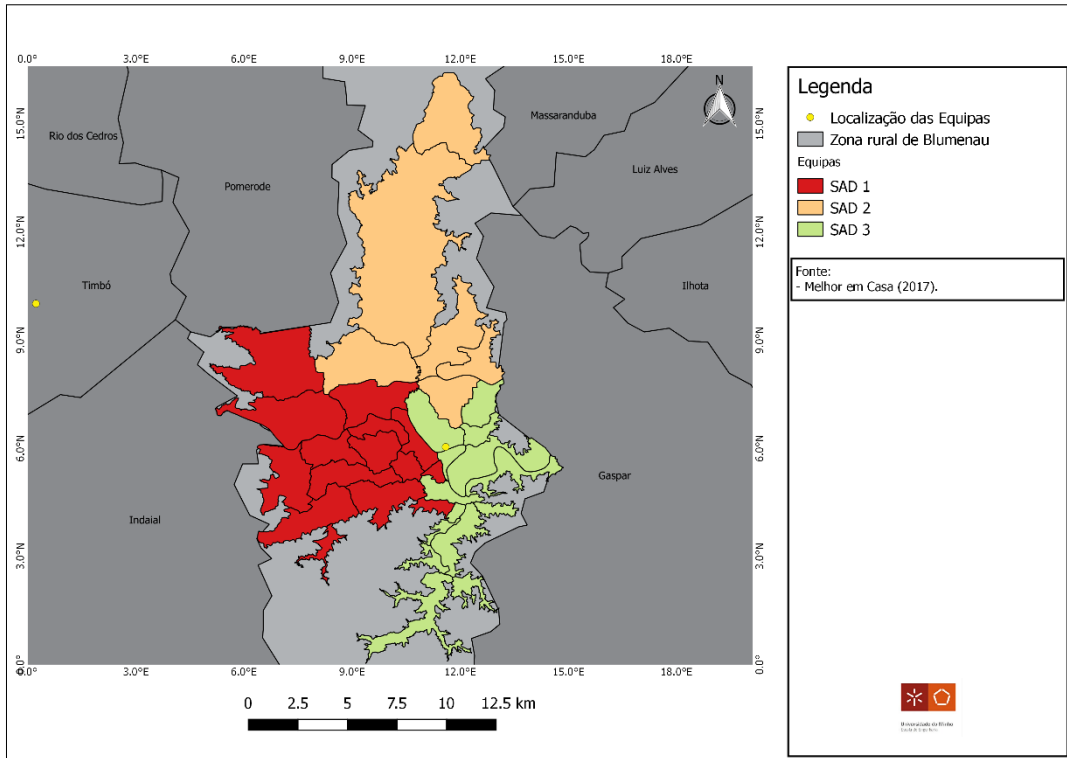 0.0° 3.0°E 6.0°E 9.0°E 12.0°E 15.0°E 18.0°E
15.0°N
12.0°N
9.0°N
6.0°N
3.0°N
0.0°
Rio dos Cedros
Pomerode
Timbó
Indaial
N
Massaranduba
Luiz Alves
Ilhota
Gaspar
15.0°N
12.0°N
9.0°N
6.0°N
3.0°N
0.0°
0.0° 3.0°E 6.0°E 9.0°E 12.0°E 15.0°E 18.0°E
0 2.5 5 7.5 10 12.5 km
Legenda
Localização das Equipas
Zona rural de Blumenau
Equipas
SAD 1
SAD 2
SAD 3
Fonte:
- Melhor em Casa (2017).
Universidade do Minho